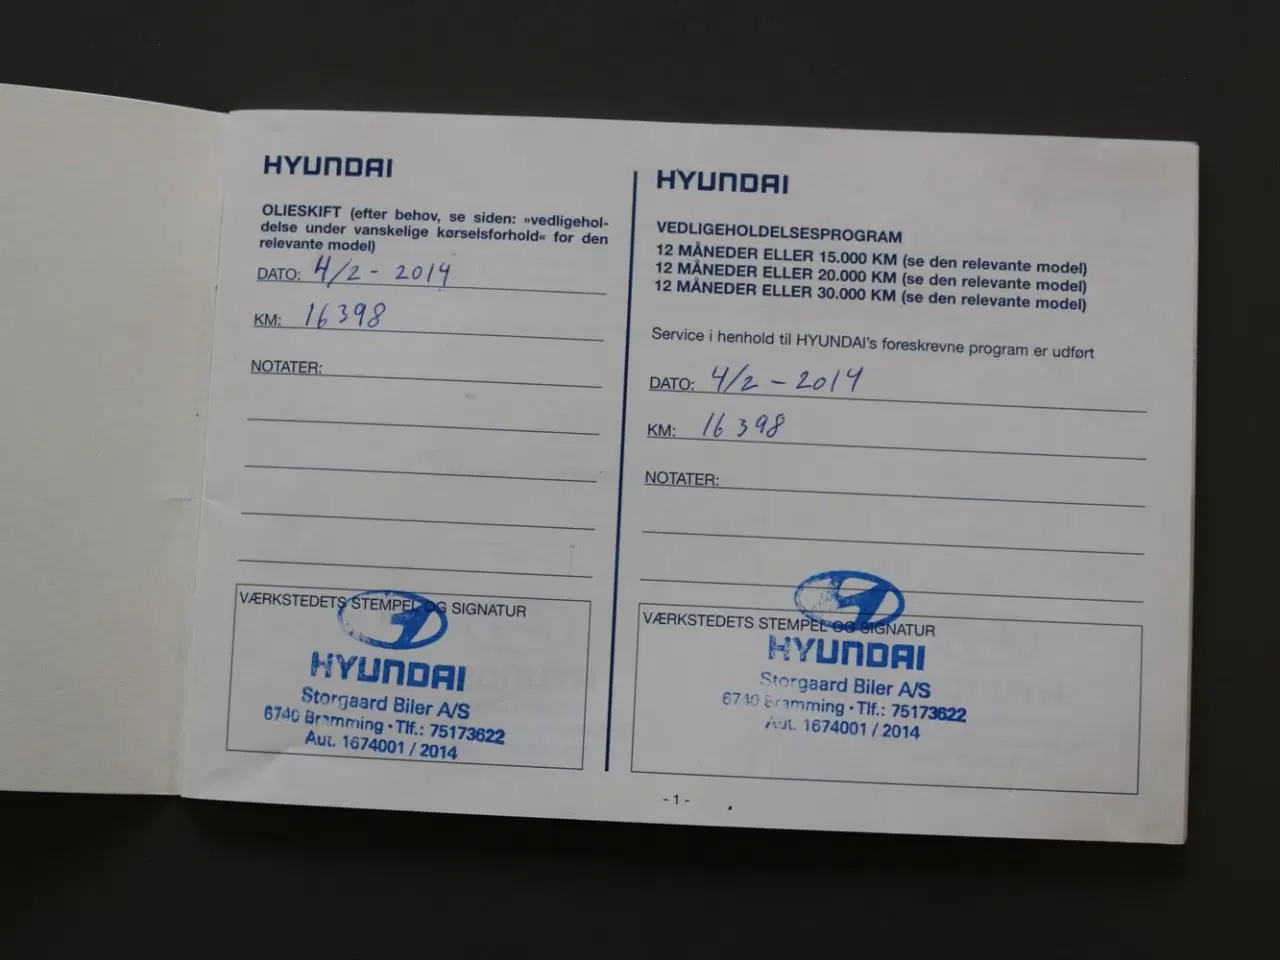 HYUNDAI
OLIESKIFT (efter behov, se siden: »vedligehol-
delse under vanskelige kørselsforhold« for den
relevante model)
DATO: 4/2 - 2014
KM: 16398
NOTATER:
VÆRKSTEDETS STEMPEL OG SIGNATUR
HYUNDAI
Storgaard Biler A/S
6740 Bramming · Tlf.: 75173622
Aut. 1674001 / 2014
HYUNDAI
VEDLIGEHOLDELSESPROGRAM
12 MÅNEDER ELLER 15.000 KM (se den relevante model)
12 MÅNEDER ELLER 20.000 KM (se den relevante model)
12 MÅNEDER ELLER 30.000 KM (se den relevante model)
Service i henhold til HYUNDAI's foreskrevne program er udført
DATO: 4/2 - 2014
KM: 16398
NOTATER:
VÆRKSTEDETS STEMPEL OG SIGNATUR
HYUNDAI
Storgaard Biler A/S
6740 Bramming · Tlf.: 75173622
Aut. 1674001 / 2014
- 1 -